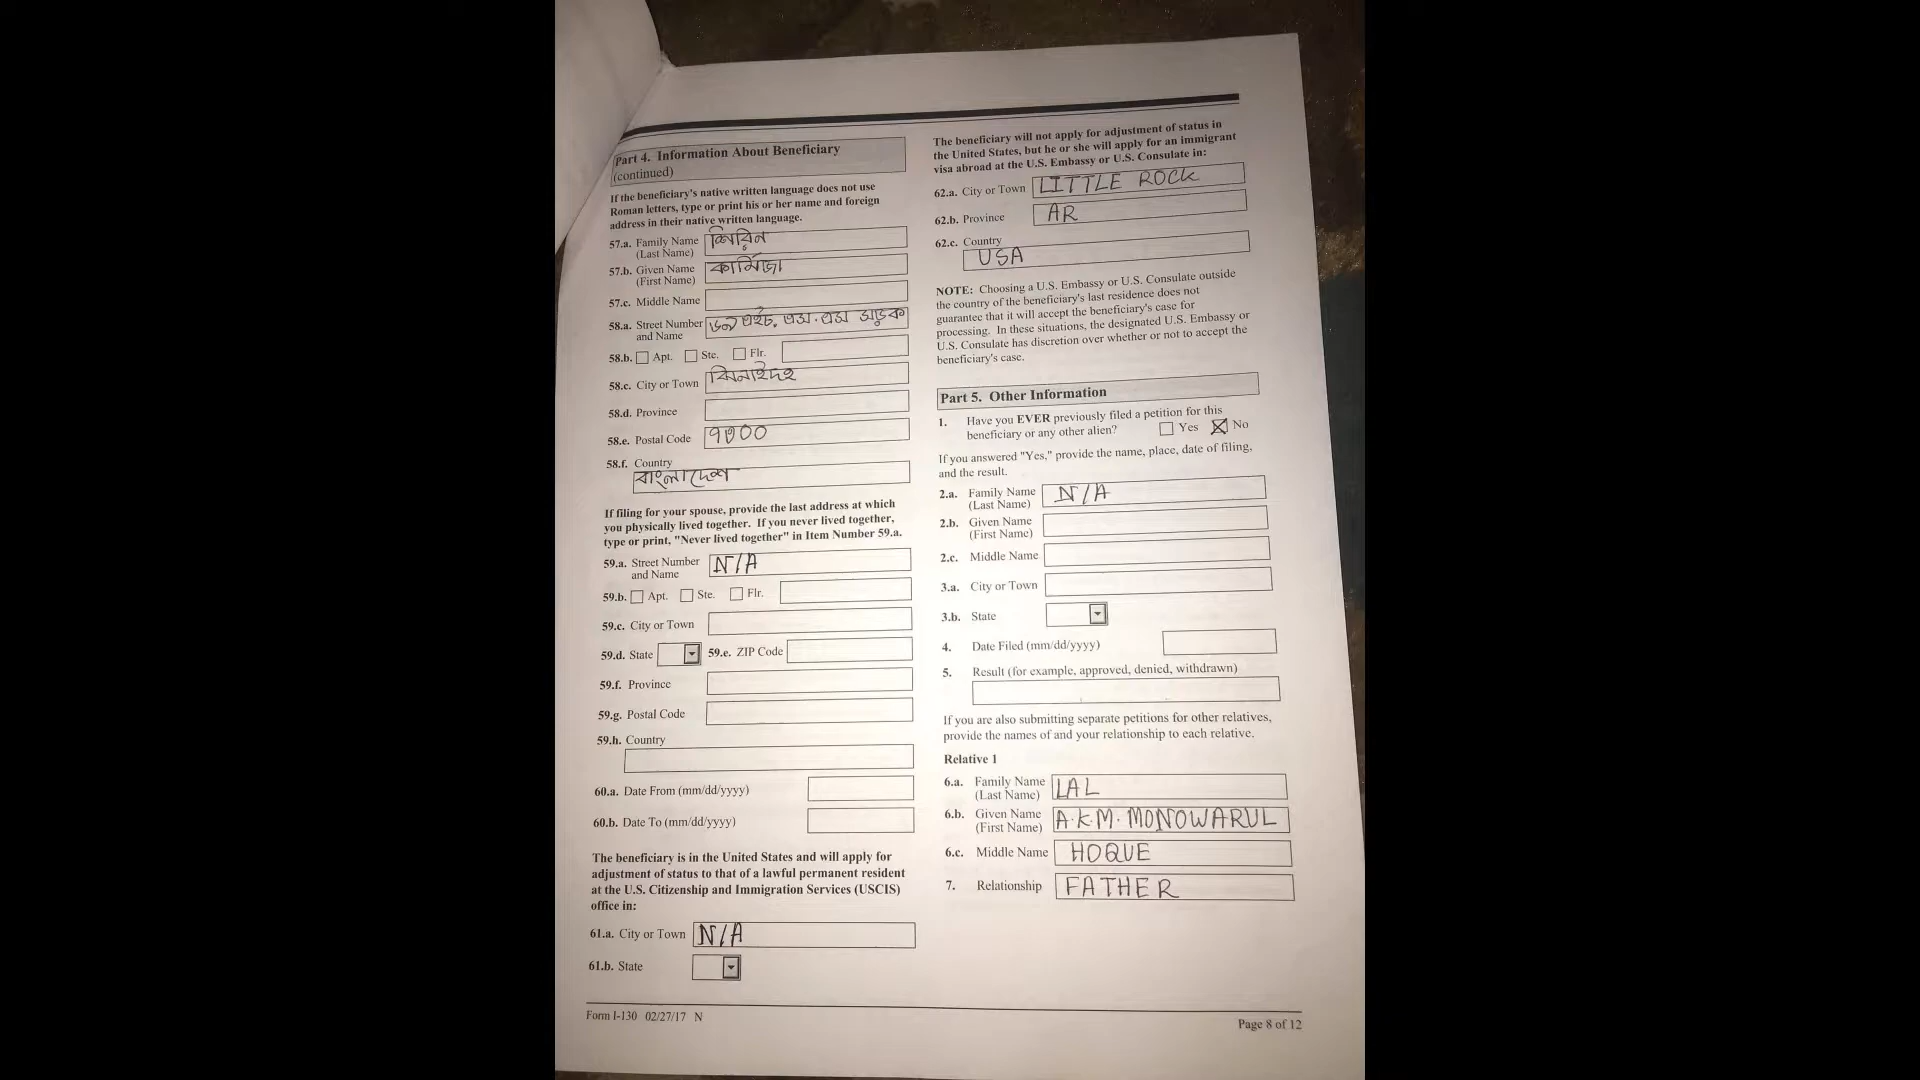 Part 4. Information About Beneficiary
(continued)
If the beneficiary's native written language does not use
Roman letters, type or print his or her name and foreign
address in their native written language.
57.a. Family Name
(Last Name)
57.b. Given Name
(First Name)
57.c. Middle Name
58.a. Street Number এইচ. এস. এস সড়ক
and Name
58.b. Apt. Ste. Flr.
58.c. City or Town ঝিনাইদহ
58.d. Province
58.e. Postal Code ৭৩০০
58.f. Country
বাংলাদেশ
If filing for your spouse, provide the last address at which
you physically lived together. If you never lived together,
type or print, "Never lived together" in Item Number 59.a.
59.a. Street Number N/A
and Name
59.b. Apt. Ste. Flr.
59.c. City or Town
59.d. State 59.e. ZIP Code
59.f. Province
59.g. Postal Code
59.h. Country
60.a. Date From (mm/dd/yyyy)
60.b. Date To (mm/dd/yyyy)
The beneficiary is in the United States and will apply for
adjustment of status to that of a lawful permanent resident
at the U.S. Citizenship and Immigration Services (USCIS)
office in:
61.a. City or Town N/A
61.b. State
The beneficiary will not apply for adjustment of status in
the United States, but he or she will apply for an immigrant
visa abroad at the U.S. Embassy or U.S. Consulate in:
62.a. City or Town LITTLE ROCK
62.b. Province AR
62.c. Country
USA
NOTE: Choosing a U.S. Embassy or U.S. Consulate outside
the country of the beneficiary's last residence does not
guarantee that it will accept the beneficiary's case for
processing. In these situations, the designated U.S. Embassy or
U.S. Consulate has discretion over whether or not to accept the
beneficiary's case.
Part 5. Other Information
1. Have you EVER previously filed a petition for this
beneficiary or any other alien? Yes No
If you answered "Yes," provide the name, place, date of filing,
and the result.
2.a. Family Name N/A
(Last Name)
2.b. Given Name
(First Name)
2.c. Middle Name
3.a. City or Town
3.b. State
4. Date Filed (mm/dd/yyyy)
5. Result (for example, approved, denied, withdrawn)
If you are also submitting separate petitions for other relatives,
provide the names of and your relationship to each relative.
Relative 1
6.a. Family Name LAL
(Last Name)
6.b. Given Name A.K.M. MONOWARUL
(First Name)
6.c. Middle Name HOQUE
7. Relationship FATHER
Form I-130 02/27/17 N
Page 8 of 12